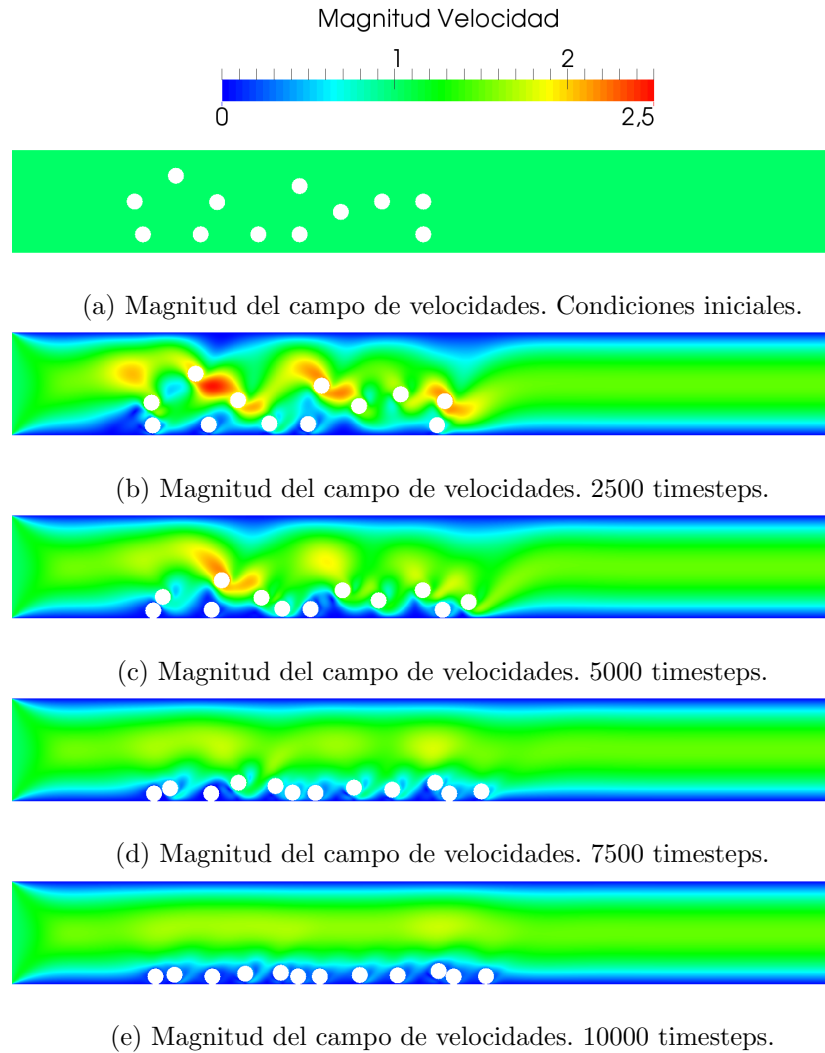 Magnitud Velocidad
1 2
0 2,5
(a) Magnitud del campo de velocidades. Condiciones iniciales.
(b) Magnitud del campo de velocidades. 2500 timesteps.
(c) Magnitud del campo de velocidades. 5000 timesteps.
(d) Magnitud del campo de velocidades. 7500 timesteps.
(e) Magnitud del campo de velocidades. 10000 timesteps.